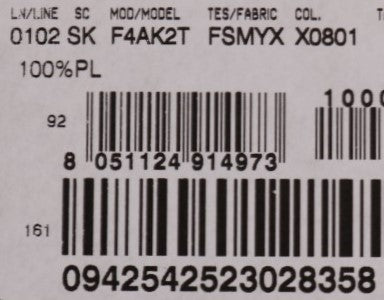 LN/LINE SC MOD/MODEL TES/FABRIC COL. T
0102 SK F4AK2T FSMYX X0801
100%PL
1000
92
8 051124 914973
161
0942542523028358